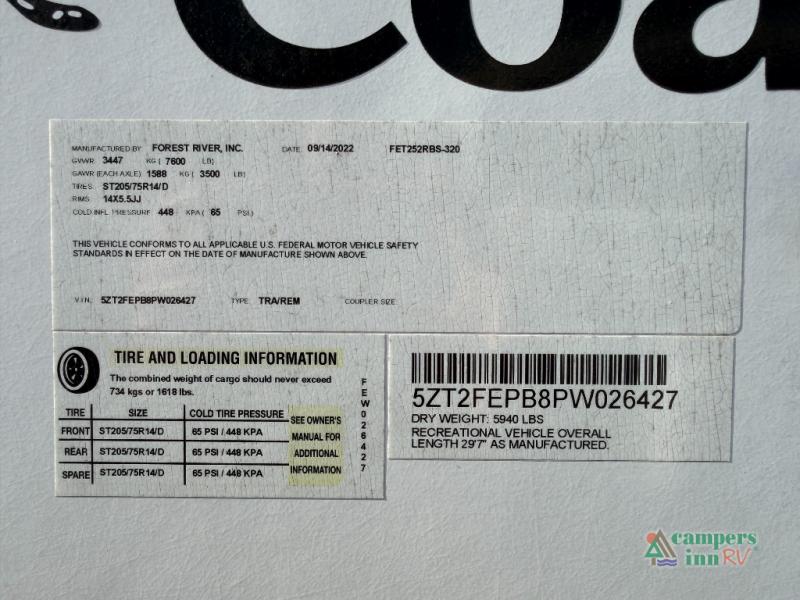 Coa
MANUFACTURED BY FOREST RIVER, INC. DATE 09/14/2022 FET252RBS-320
GVWR 3447 KG ( 7600 LB)
GAWR (EACH AXLE) 1588 KG ( 3500 LB)
TIRES ST205/75R14/D
RIMS 14X5.5JJ
COLD INFL. PRESSURE 448 KPA ( 65 PSI.)
THIS VEHICLE CONFORMS TO ALL APPLICABLE U.S. FEDERAL MOTOR VEHICLE SAFETY
STANDARDS IN EFFECT ON THE DATE OF MANUFACTURE SHOWN ABOVE.
V.I.N. 5ZT2FEPB8PW026427 TYPE TRA/REM COUPLER SIZE
TIRE AND LOADING INFORMATION
The combined weight of cargo should never exceed
734 kgs or 1618 lbs.
TIRE SIZE COLD TIRE PRESSURE
FRONT ST205/75R14/D 65 PSI / 448 KPA
REAR ST205/75R14/D 65 PSI / 448 KPA
SPARE ST205/75R14/D 65 PSI / 448 KPA
SEE OWNER'S
MANUAL FOR
ADDITIONAL
INFORMATION
FEW026427
5ZT2FEPB8PW026427
DRY WEIGHT: 5940 LBS
RECREATIONAL VEHICLE OVERALL
LENGTH 29'7" AS MANUFACTURED.
campers
inn RV